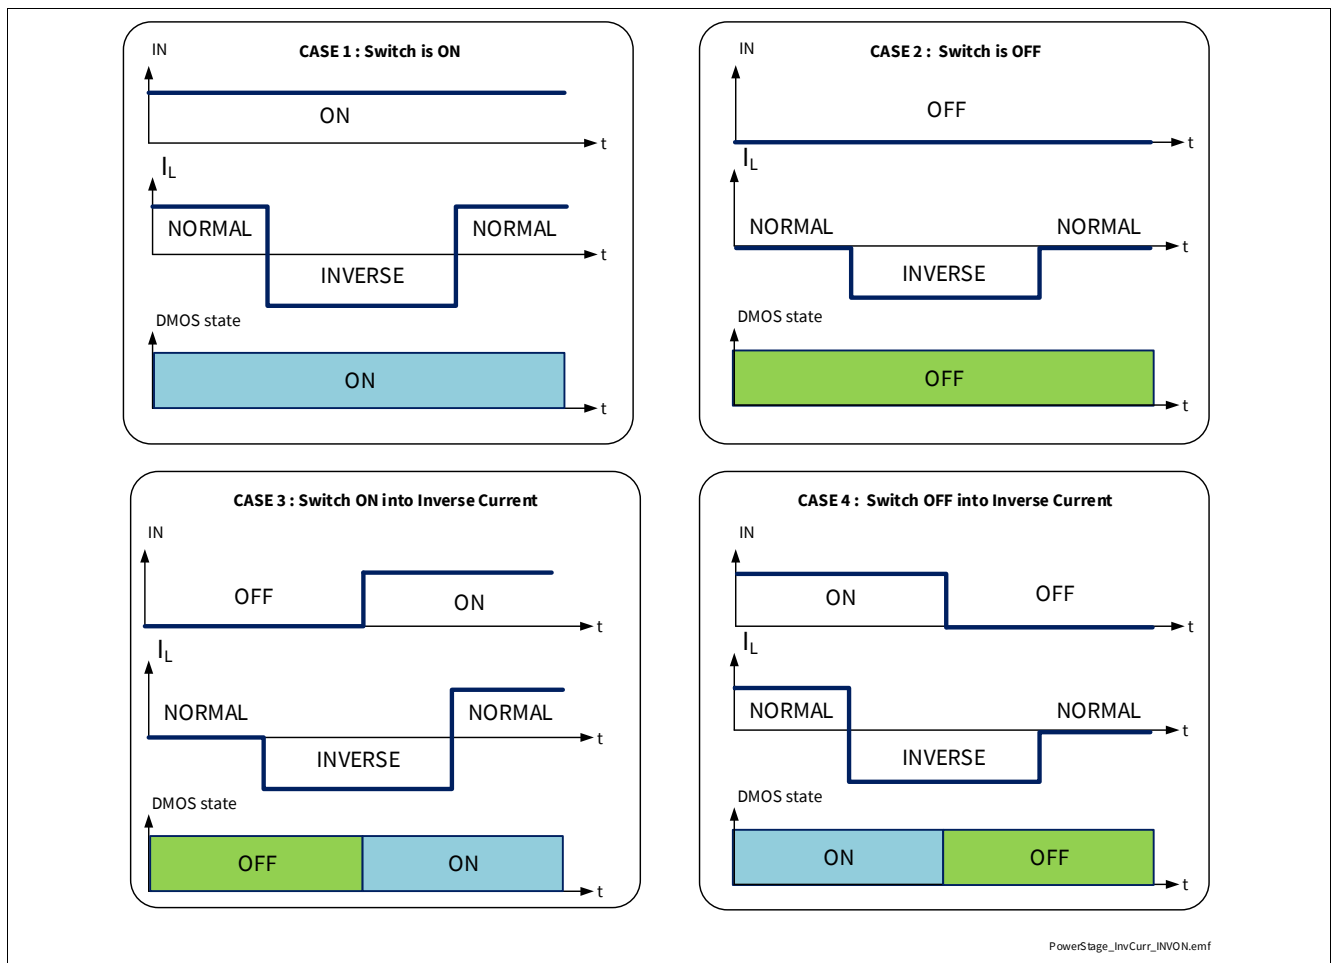 CASE 1 : Switch is ON
IN
ON
t
IL
NORMAL
INVERSE
NORMAL
t
DMOS state
ON
t
CASE 2 : Switch is OFF
IN
OFF
t
IL
NORMAL
INVERSE
NORMAL
t
DMOS state
OFF
t
CASE 3 : Switch ON into Inverse Current
IN
OFF
ON
t
IL
NORMAL
INVERSE
NORMAL
t
DMOS state
OFF
ON
t
CASE 4 : Switch OFF into Inverse Current
IN
ON
OFF
t
IL
NORMAL
INVERSE
NORMAL
t
DMOS state
ON
OFF
t
PowerStage_InvCurr_INVON.emf